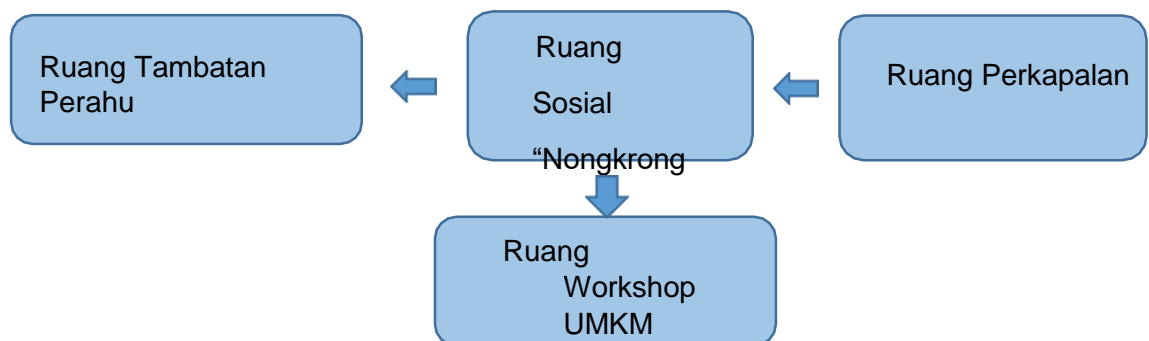 Ruang Tambatan
Perahu
Ruang
Sosial
“Nongkrong
Ruang Perkapalan
Ruang
Workshop
UMKM